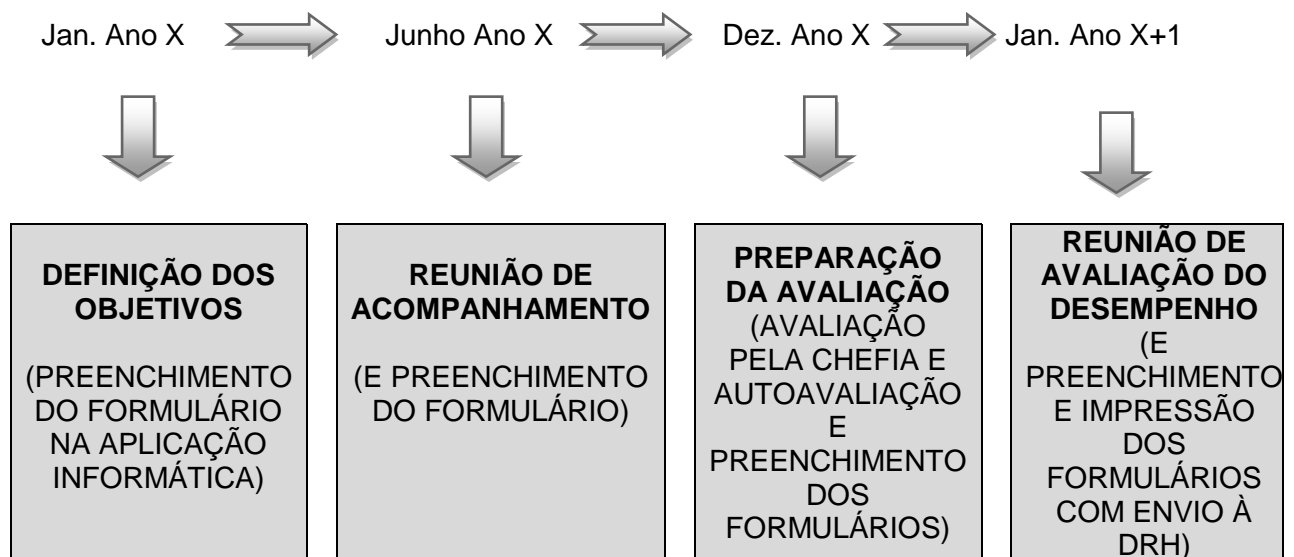 Jan. Ano X
Junho Ano X
Dez. Ano X
Jan. Ano X+1
DEFINIÇÃO DOS
OBJETIVOS
(PREENCHIMENTO
DO FORMULÁRIO
NA APLICAÇÃO
INFORMÁTICA)
REUNIÃO DE
ACOMPANHAMENTO
(E PREENCHIMENTO
DO FORMULÁRIO)
PREPARAÇÃO
DA AVALIAÇÃO
(AVALIAÇÃO
PELA CHEFIA E
AUTOAVALIAÇÃO
E
PREENCHIMENTO
DOS
FORMULÁRIOS)
REUNIÃO DE
AVALIAÇÃO DO
DESEMPENHO
(E
PREENCHIMENTO
E IMPRESSÃO
DOS
FORMULÁRIOS
COM ENVIO À
DRH)